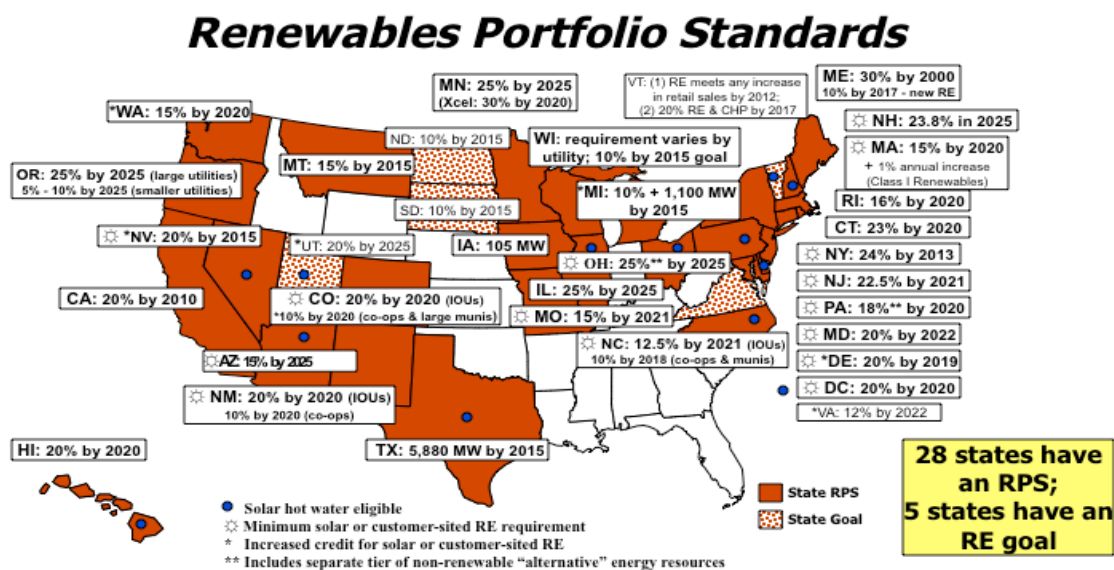 Renewables Portfolio Standards
MN: 25% by 2025
(Xcel: 30% by 2020)
VT: (1) RE meets any increase
in retail sales by 2012;
(2) 20% RE & CHP by 2017
ME: 30% by 2000
10% by 2017 - new RE
*WA: 15% by 2020
☼ NH: 23.8% in 2025
ND: 10% by 2015
WI: requirement varies by
utility; 10% by 2015 goal
☼ MA: 15% by 2020
+ 1% annual increase
(Class I Renewables)
MT: 15% by 2015
OR: 25% by 2025 (large utilities)
5% - 10% by 2025 (smaller utilities)
*MI: 10% + 1,100 MW
by 2015
RI: 16% by 2020
SD: 10% by 2015
CT: 23% by 2020
☼ *NV: 20% by 2015
*UT: 20% by 2025
IA: 105 MW
☼ NY: 24% by 2013
☼ OH: 25%** by 2025
☼ NJ: 22.5% by 2021
CA: 20% by 2010
☼ CO: 20% by 2020 (IOUs)
*10% by 2020 (co-ops & large munis)
IL: 25% by 2025
☼ PA: 18%** by 2020
☼ MO: 15% by 2021
☼ MD: 20% by 2022
☼ NC: 12.5% by 2021 (IOUs)
10% by 2018 (co-ops & munis)
☼ AZ: 15% by 2025
☼ *DE: 20% by 2019
☼ DC: 20% by 2020
☼ NM: 20% by 2020 (IOUs)
10% by 2020 (co-ops)
*VA: 12% by 2022
HI: 20% by 2020
TX: 5,880 MW by 2015
28 states have
an RPS;
5 states have an
RE goal
State RPS
State Goal
Solar hot water eligible
☼ Minimum solar or customer-sited RE requirement
* Increased credit for solar or customer-sited RE
** Includes separate tier of non-renewable “alternative” energy resources